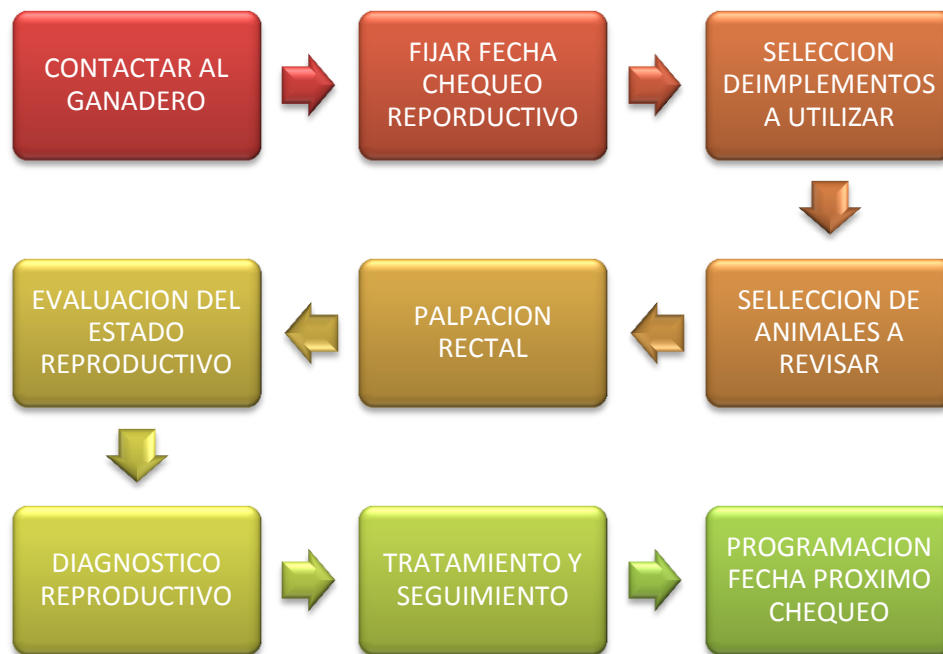 CONTACTAR AL
GANADERO
FIJAR FECHA
CHEQUEO
REPORDUCTIVO
SELECCION
DEIMPLEMENTOS
A UTILIZAR
SELLECCION DE
ANIMALES A
REVISAR
PALPACION
RECTAL
EVALUACION DEL
ESTADO
REPRODUCTIVO
DIAGNOSTICO
REPRODUCTIVO
TRATAMIENTO Y
SEGUIMIENTO
PROGRAMACION
FECHA PROXIMO
CHEQUEO